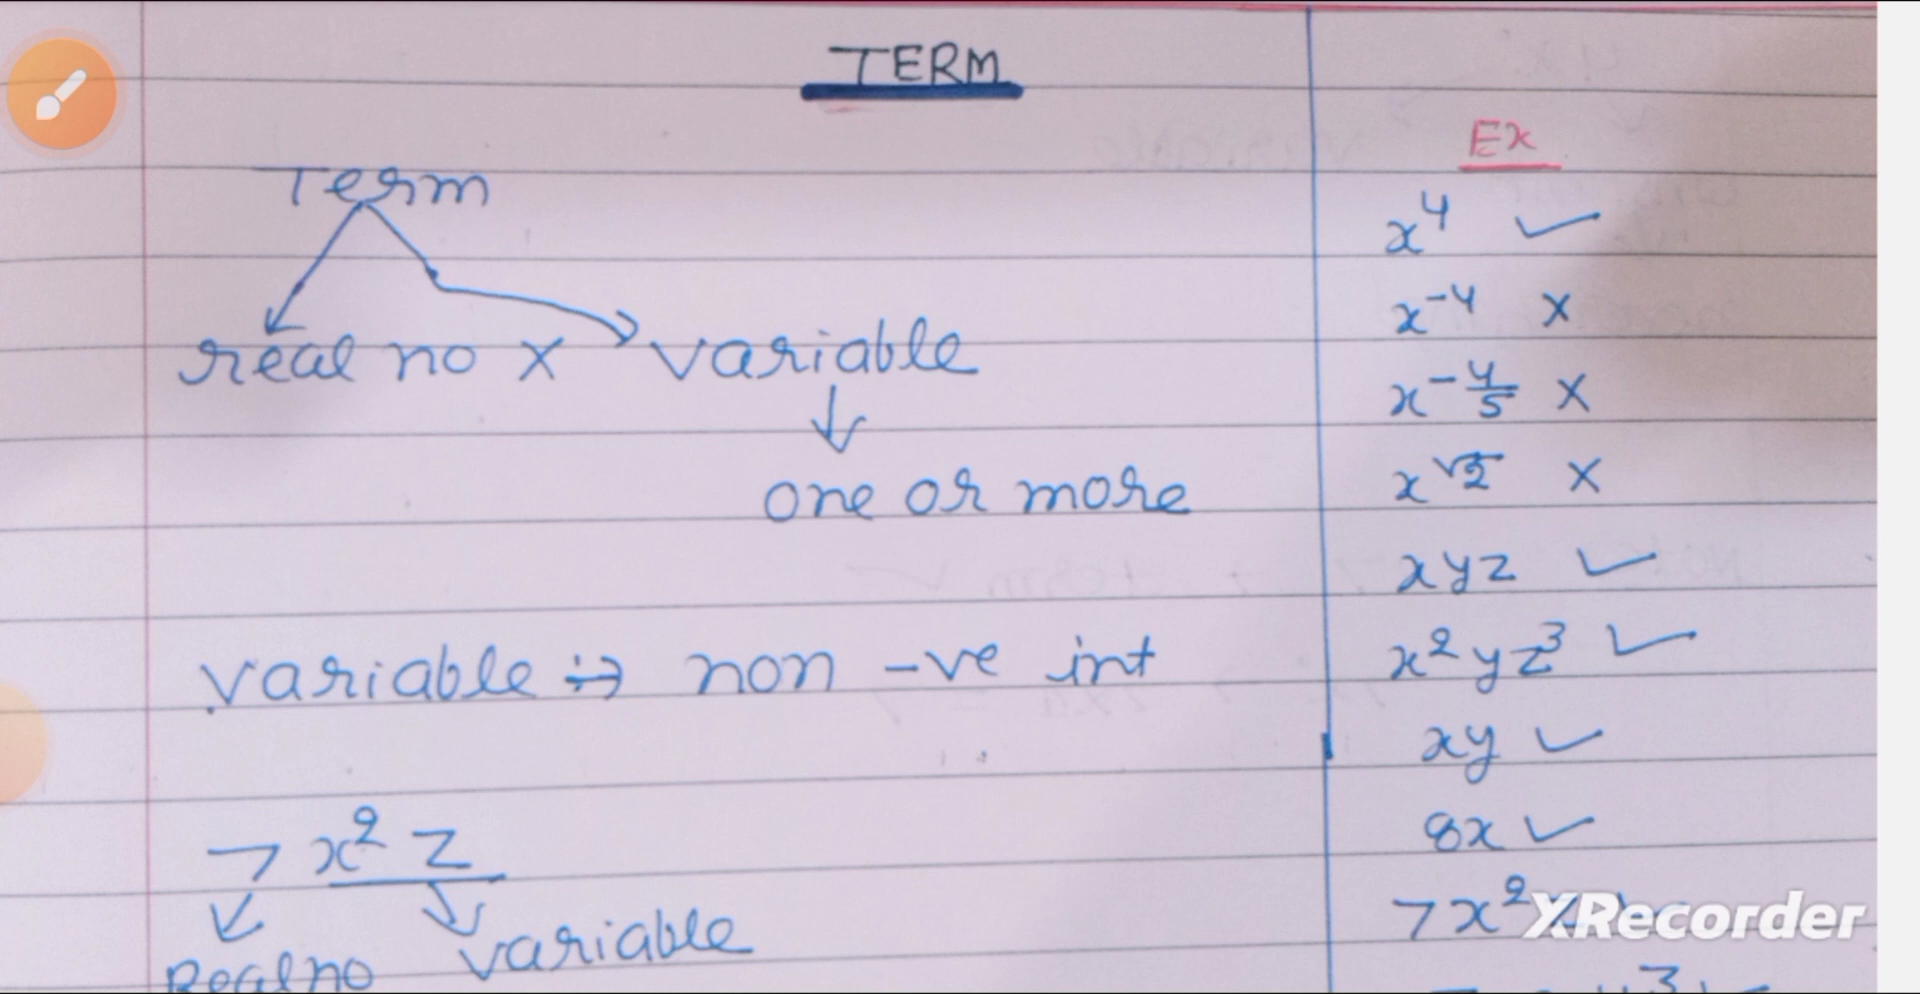 TERM
Term
real no × variable
one or more
variable ⇒ non -ve int
7 x² z
Real no variable
Ex
x⁴ ✓
x⁻⁴ ×
x^-4/5 ×
x^√2 ×
xyz ✓
x²yz³ ✓
xy ✓
8x ✓
7x²
XRecorder